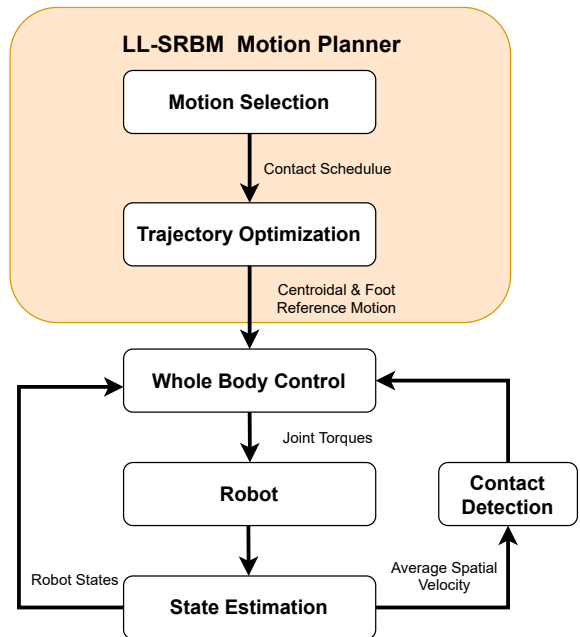 LL-SRBM Motion Planner
Motion Selection
Contact Schedulue
Trajectory Optimization
Centroidal & Foot
Reference Motion
Whole Body Control
Joint Torques
Robot
Contact
Detection
Robot States
Average Spatial
Velocity
State Estimation